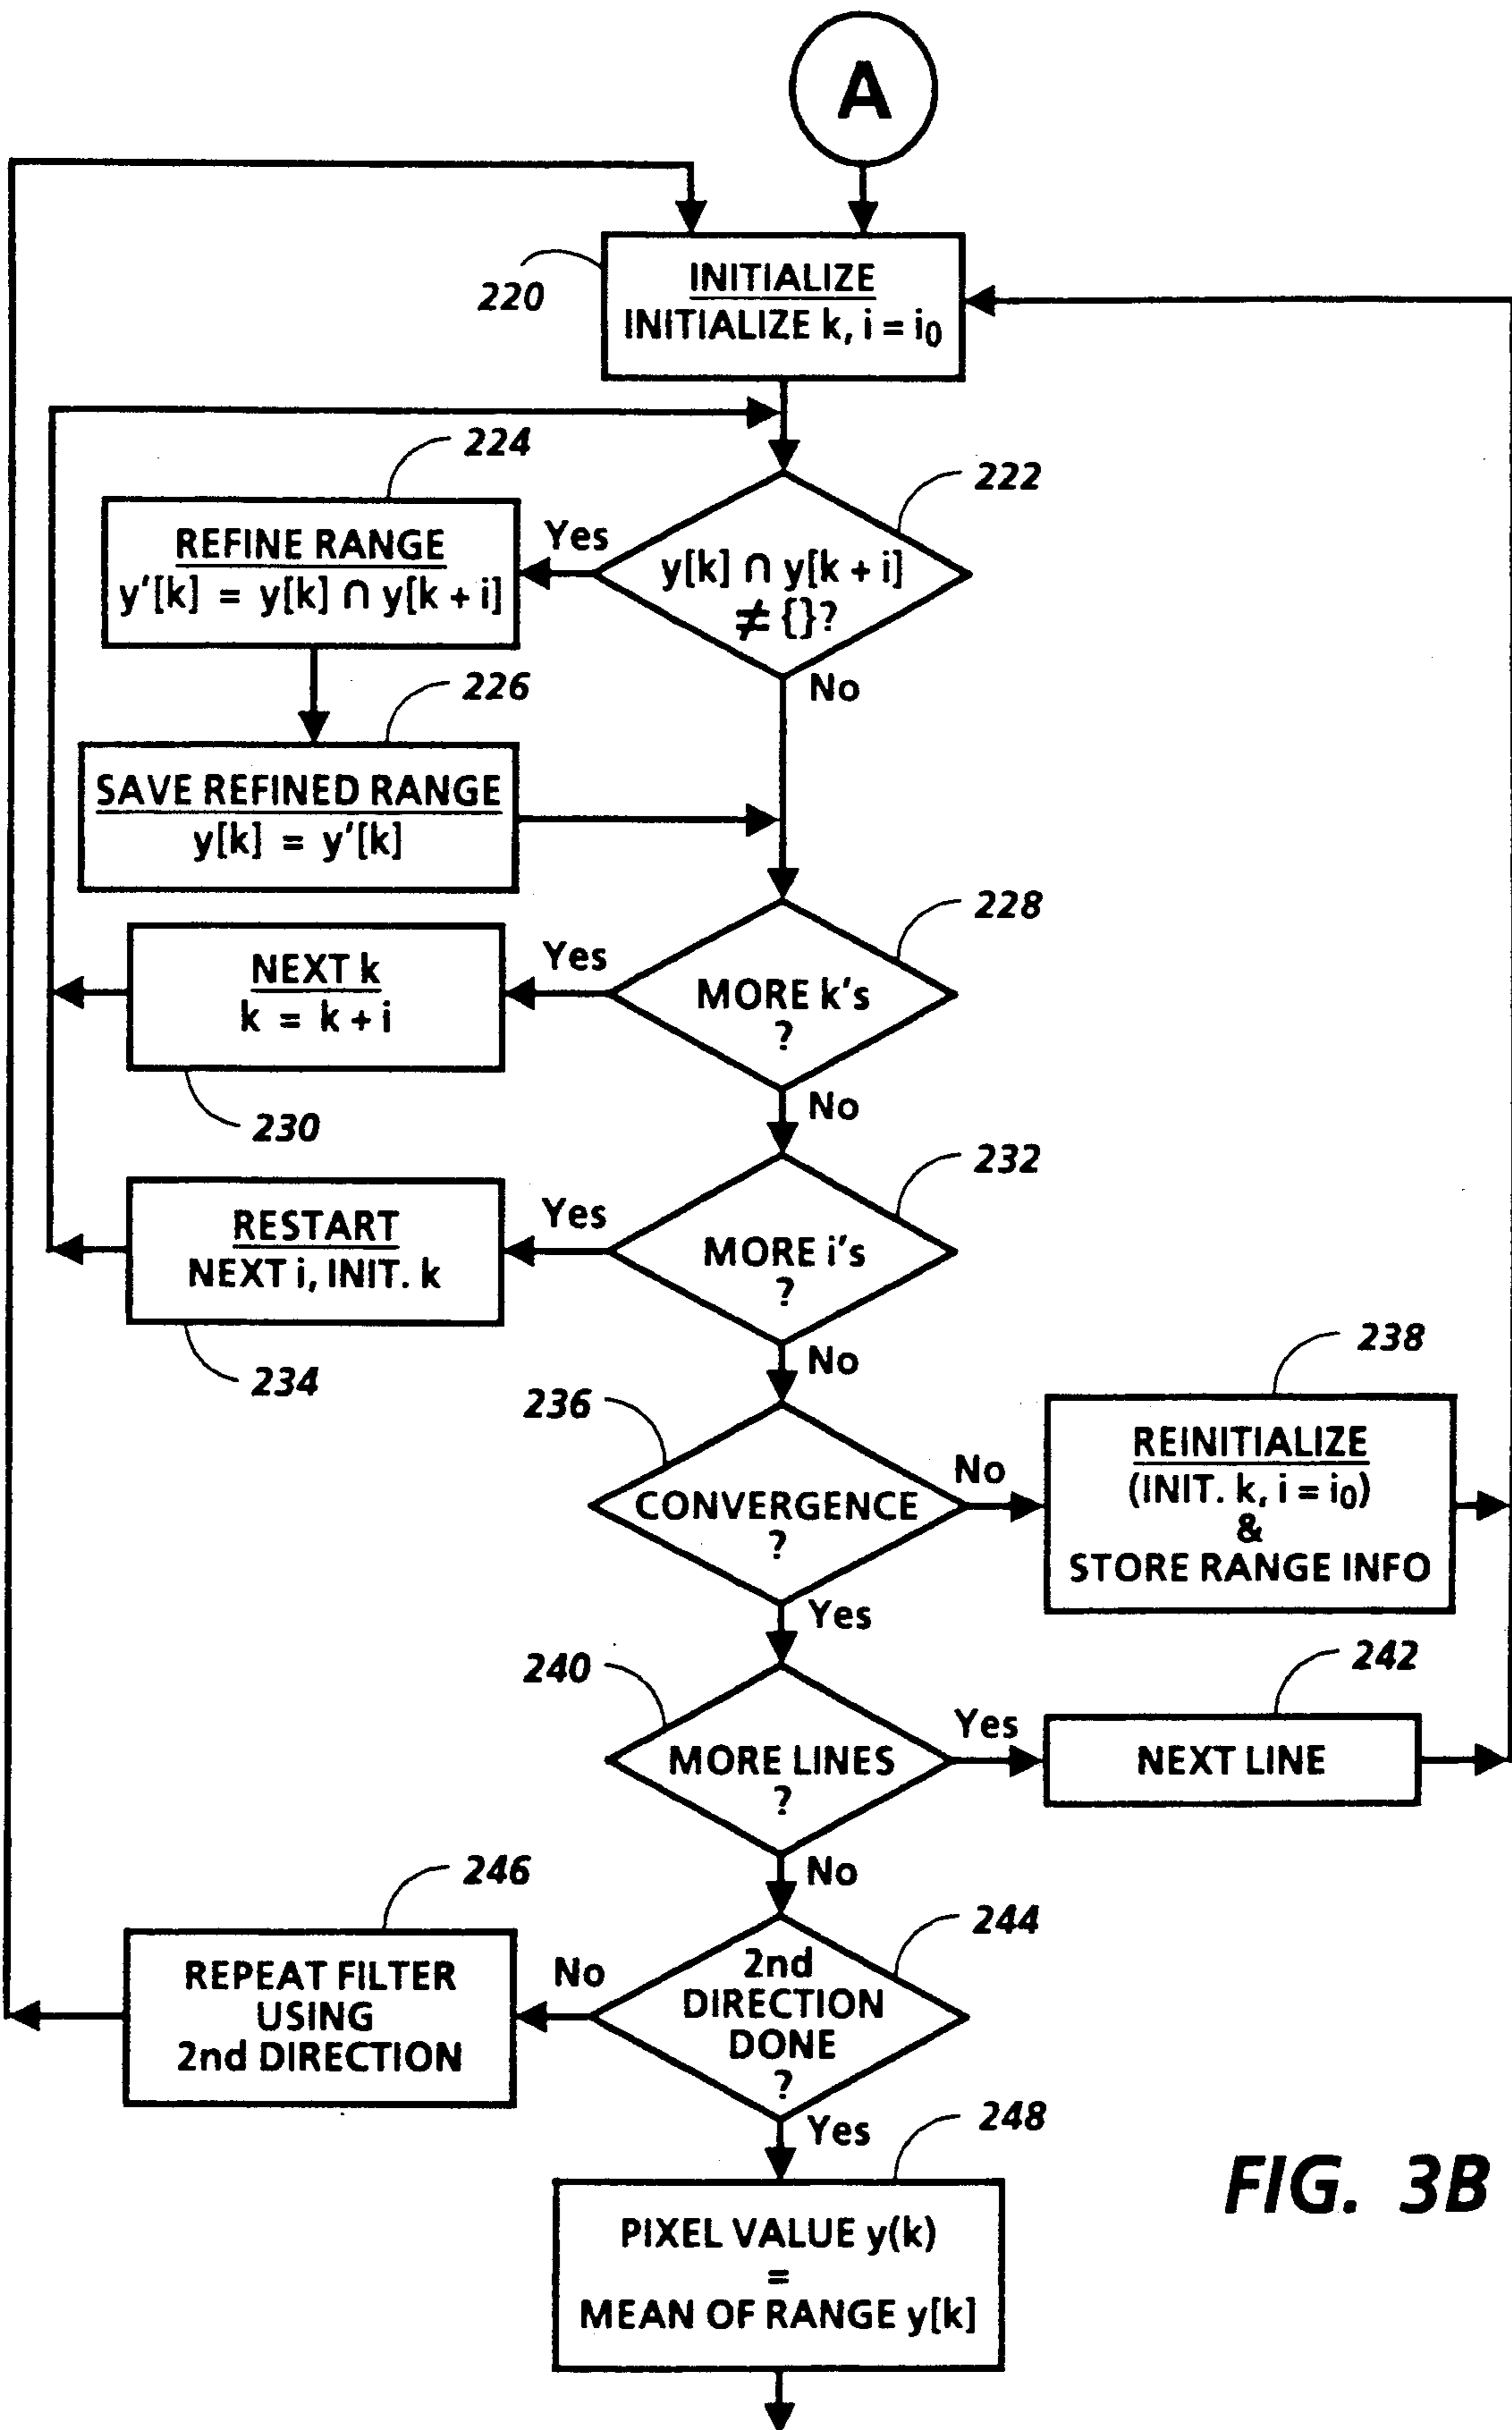 A
INITIALIZE
INITIALIZE k, i = i0
220
224
222
REFINE RANGE
y'[k] = y[k] ∩ y[k + i]
Yes
y[k] ∩ y[k + i]
≠ {}?
No
226
SAVE REFINED RANGE
y[k] = y'[k]
228
NEXT k
k = k + i
Yes
MORE k's
?
230
No
232
RESTART
NEXT i, INIT. k
Yes
MORE i's
?
234
No
238
236
REINITIALIZE
(INIT. k, i = i0)
&
STORE RANGE INFO
No
CONVERGENCE
?
Yes
240
242
MORE LINES
?
Yes
NEXT LINE
No
246
244
REPEAT FILTER
USING
2nd DIRECTION
No
2nd
DIRECTION
DONE
?
Yes
248
PIXEL VALUE y(k)
=
MEAN OF RANGE y[k]
FIG. 3B